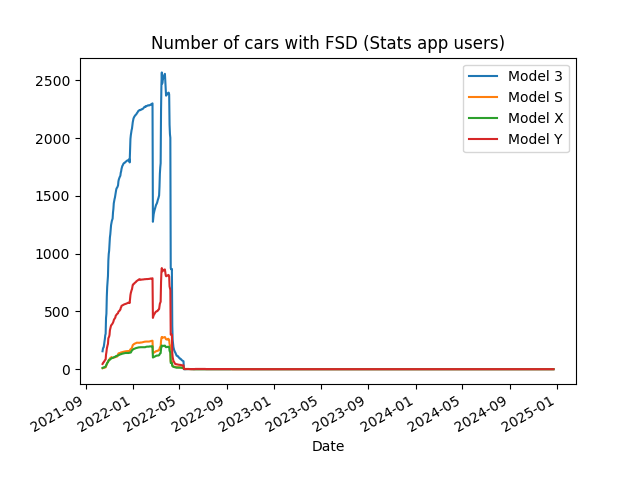 Number of cars with FSD (Stats app users)
Model 3
Model S
Model X
Model Y
2500
2000
1500
1000
500
0
2021-09
2022-01
2022-05
2022-09
2023-01
2023-05
2023-09
2024-01
2024-05
2024-09
2025-01
Date